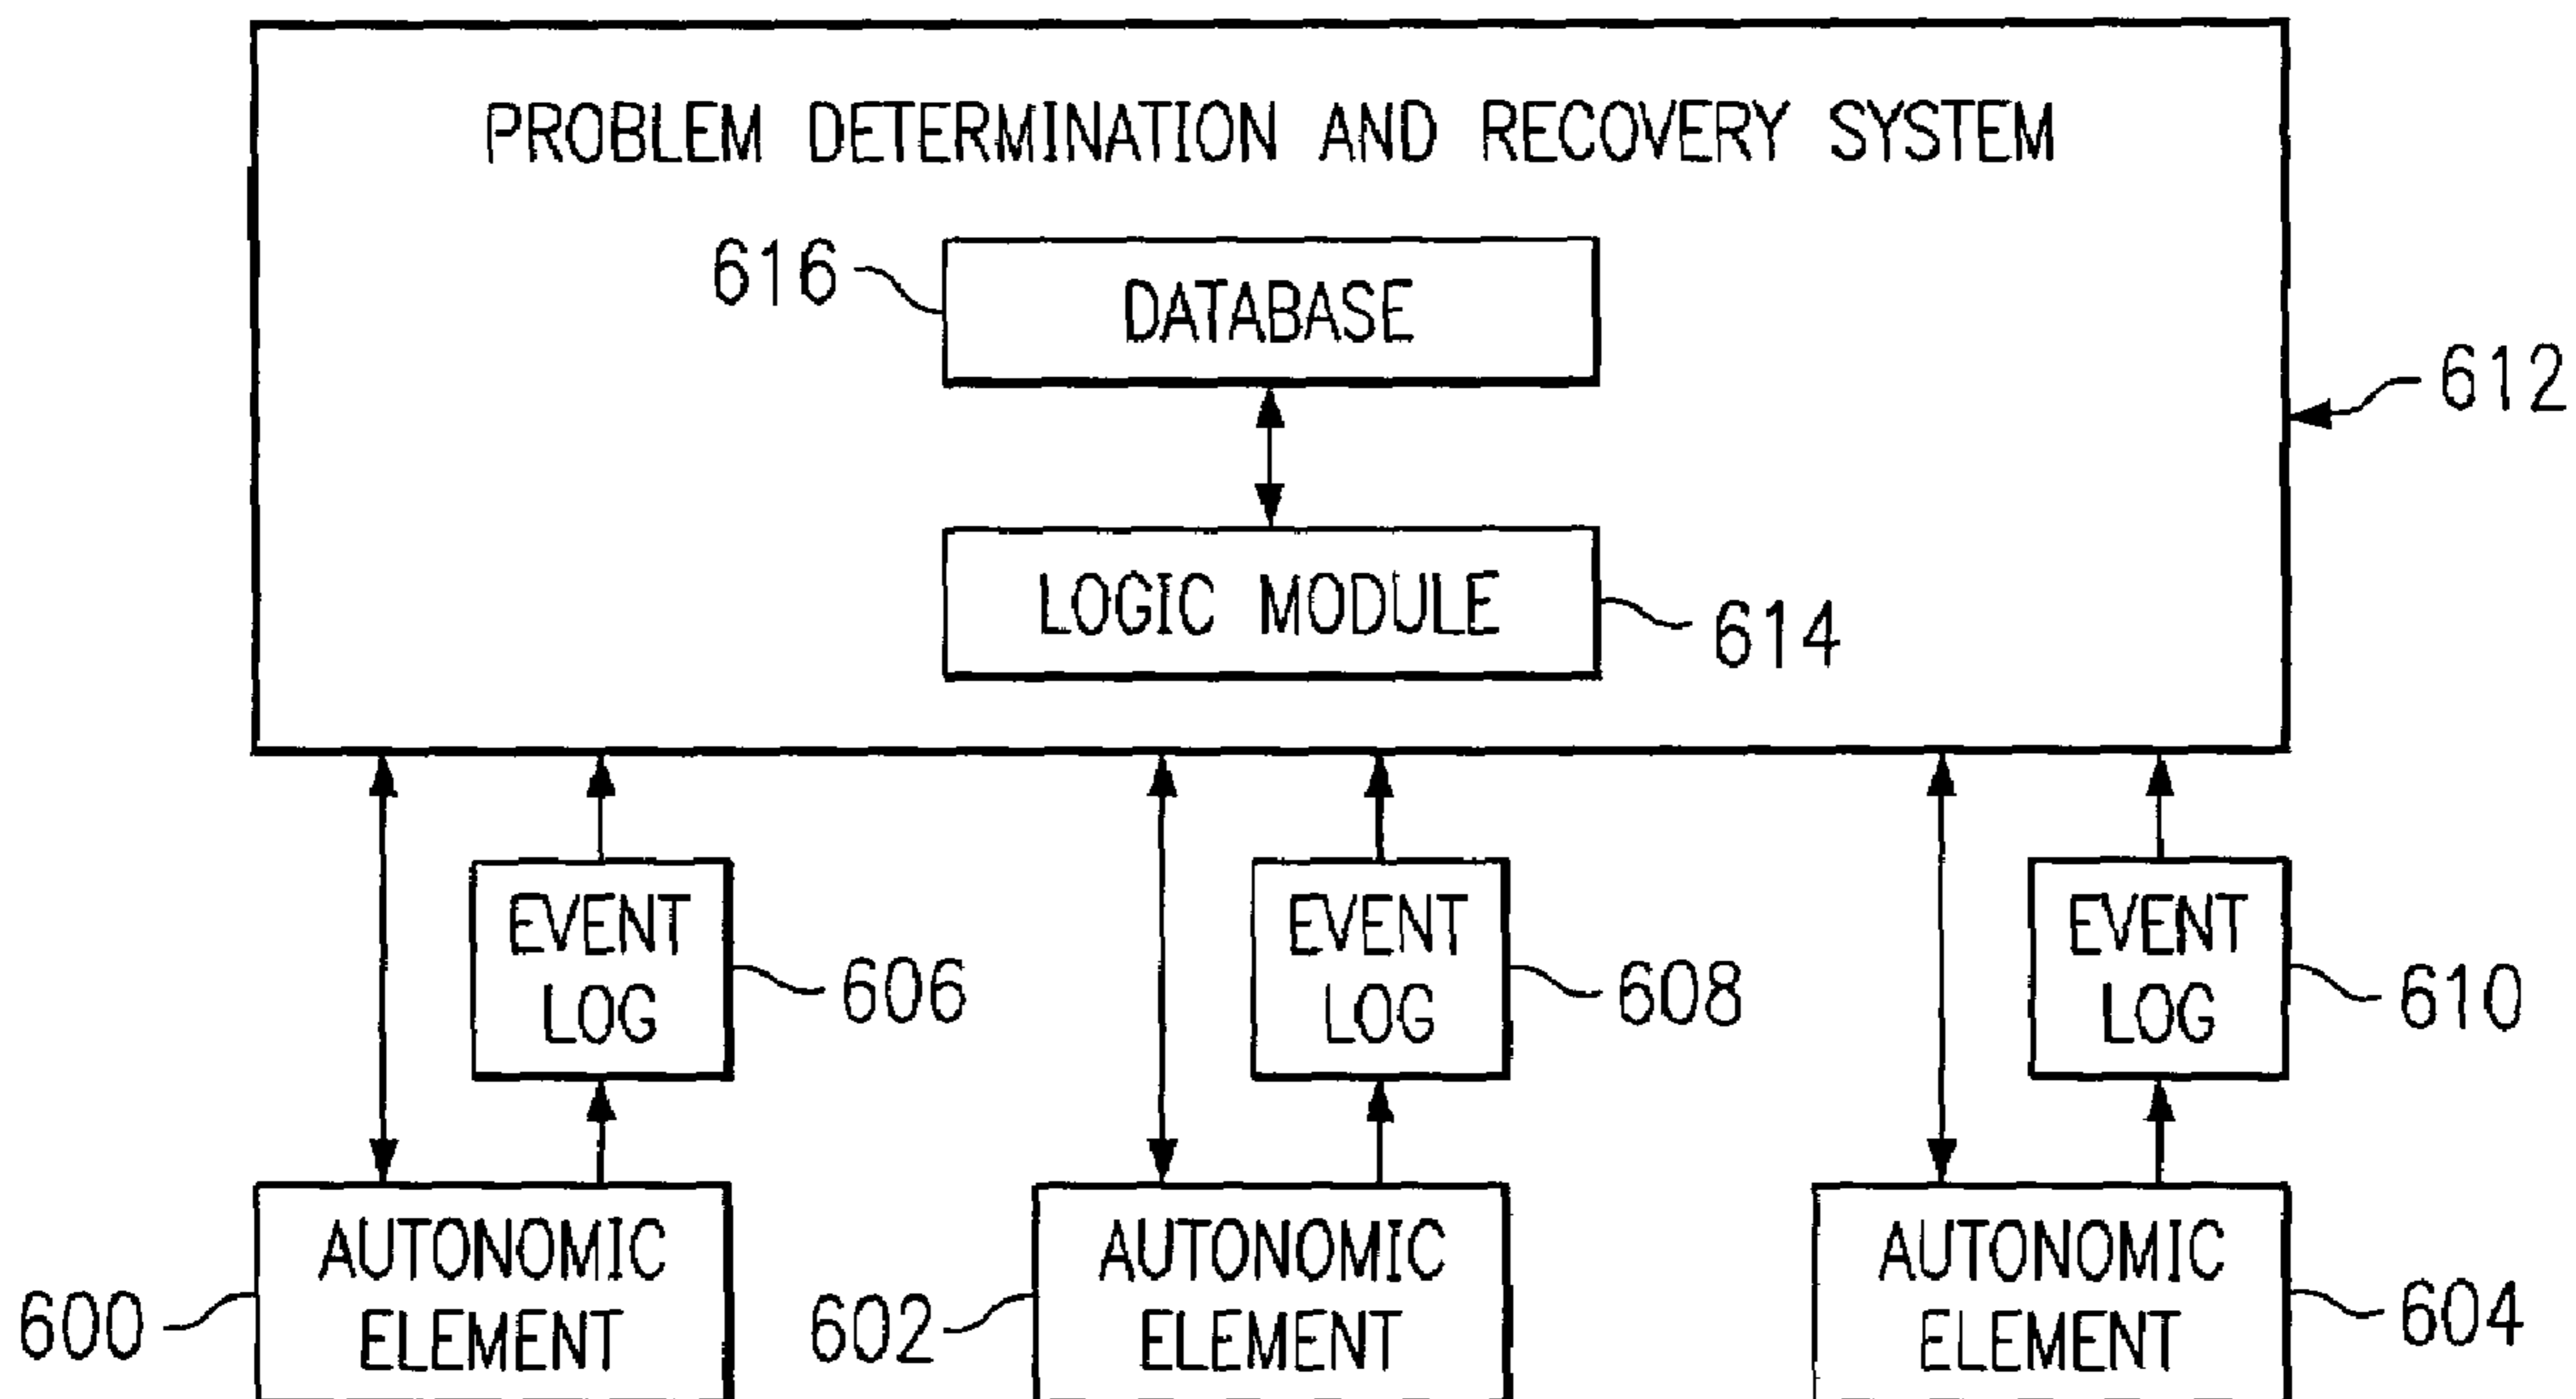 PROBLEM DETERMINATION AND RECOVERY SYSTEM
616
DATABASE
612
LOGIC MODULE
614
EVENT
LOG
606
EVENT
LOG
608
EVENT
LOG
610
AUTONOMIC
ELEMENT
600
AUTONOMIC
ELEMENT
602
AUTONOMIC
ELEMENT
604